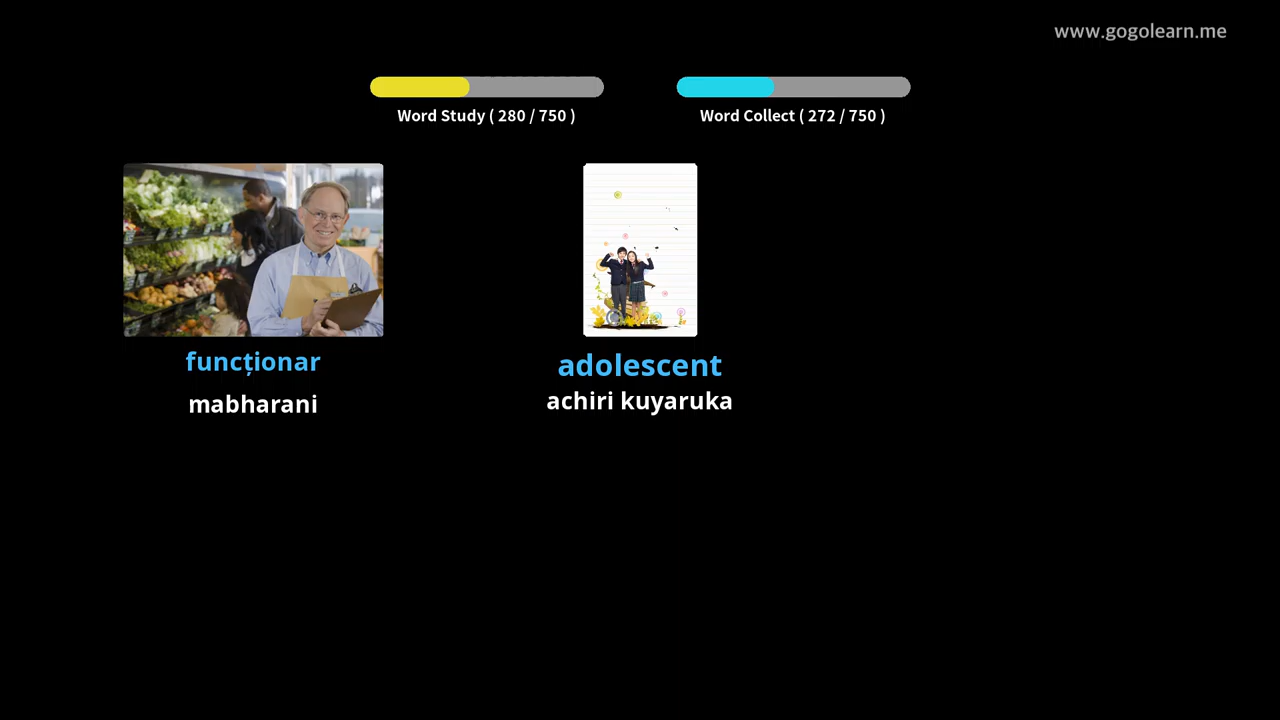 www.gogolearn.me
Word Study ( 280 / 750 )
Word Collect ( 272 / 750 )
funcționar
mabharani
adolescent
achiri kuyaruka